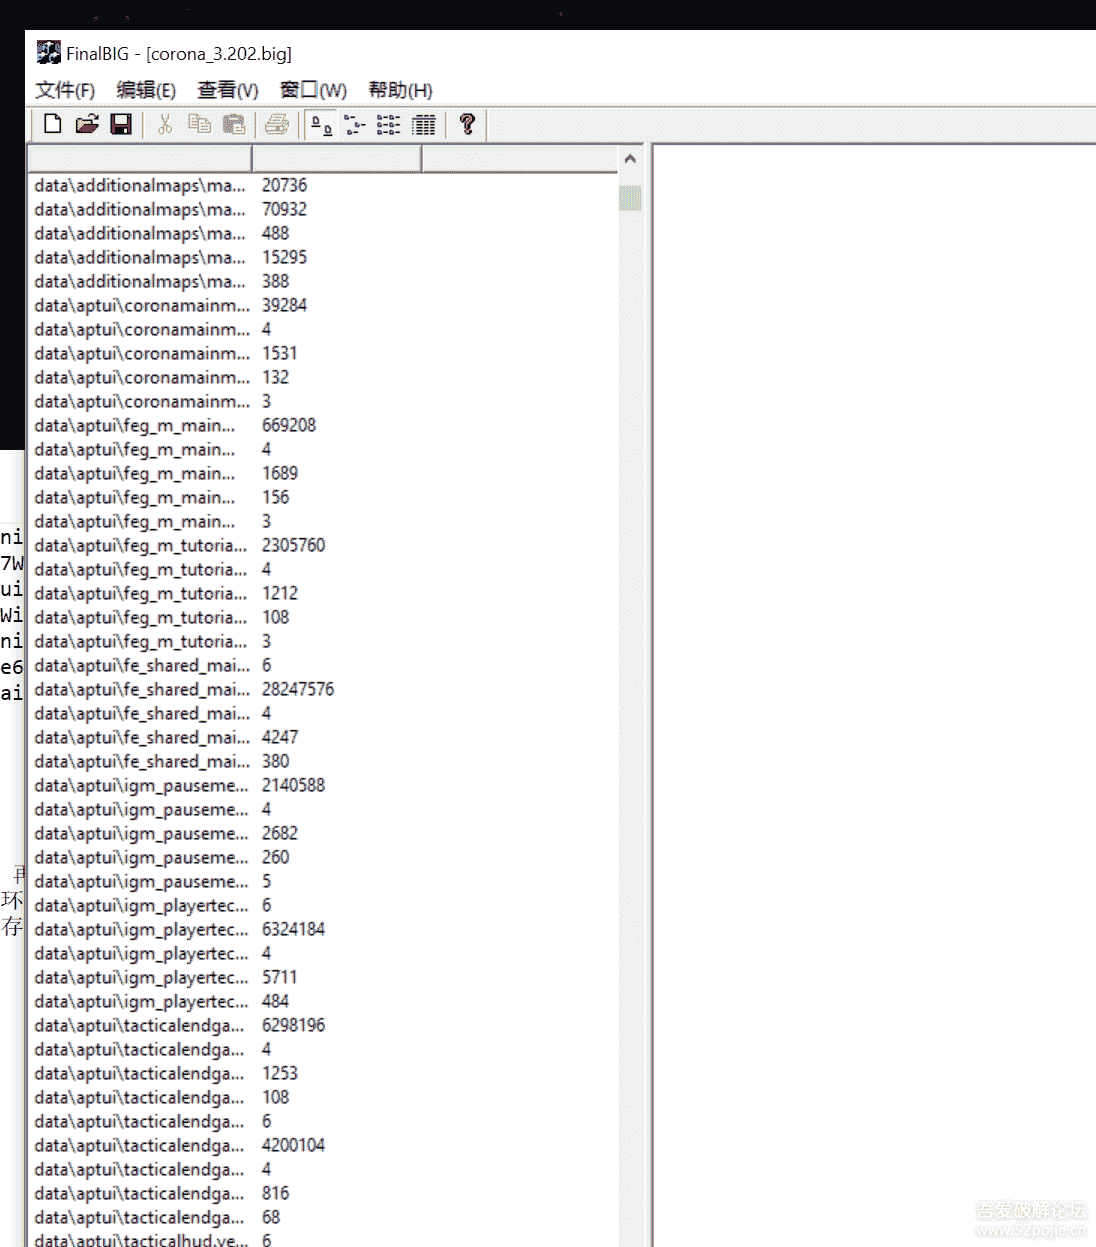 FinalBIG - [corona_3.202.big]
文件(F) 编辑(E) 查看(V) 窗口(W) 帮助(H)
data\additionalmaps\ma... 20736
data\additionalmaps\ma... 70932
data\additionalmaps\ma... 488
data\additionalmaps\ma... 15295
data\additionalmaps\ma... 388
data\aptui\coronamainm... 39284
data\aptui\coronamainm... 4
data\aptui\coronamainm... 1531
data\aptui\coronamainm... 132
data\aptui\coronamainm... 3
data\aptui\feg_m_main... 669208
data\aptui\feg_m_main... 4
data\aptui\feg_m_main... 1689
data\aptui\feg_m_main... 156
data\aptui\feg_m_main... 3
data\aptui\feg_m_tutoria... 2305760
data\aptui\feg_m_tutoria... 4
data\aptui\feg_m_tutoria... 1212
data\aptui\feg_m_tutoria... 108
data\aptui\feg_m_tutoria... 3
data\aptui\fe_shared_mai... 6
data\aptui\fe_shared_mai... 28247576
data\aptui\fe_shared_mai... 4
data\aptui\fe_shared_mai... 4247
data\aptui\fe_shared_mai... 380
data\aptui\igm_pauseme... 2140588
data\aptui\igm_pauseme... 4
data\aptui\igm_pauseme... 2682
data\aptui\igm_pauseme... 260
data\aptui\igm_pauseme... 5
data\aptui\igm_playertec... 6
data\aptui\igm_playertec... 6324184
data\aptui\igm_playertec... 4
data\aptui\igm_playertec... 5711
data\aptui\igm_playertec... 484
data\aptui\tacticalendga... 6298196
data\aptui\tacticalendga... 4
data\aptui\tacticalendga... 1253
data\aptui\tacticalendga... 108
data\aptui\tacticalendga... 6
data\aptui\tacticalendga... 4200104
data\aptui\tacticalendga... 4
data\aptui\tacticalendga... 816
data\aptui\tacticalendga... 68
data\aptui\tacticalhud.ve... 6
ni
7W
ui
Wi
ni
e6
ai
环
存
吾爱破解论坛
www.52pojie.cn